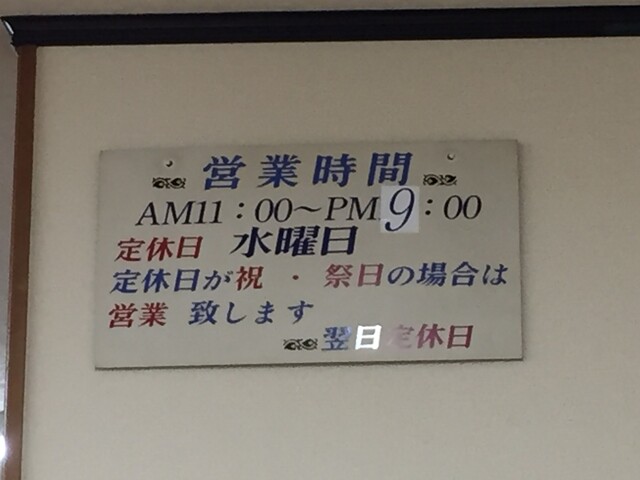 営業時間
AM11：00～PM9：00
定休日 水曜日
定休日が祝・祭日の場合は
営業 致します
翌日定休日